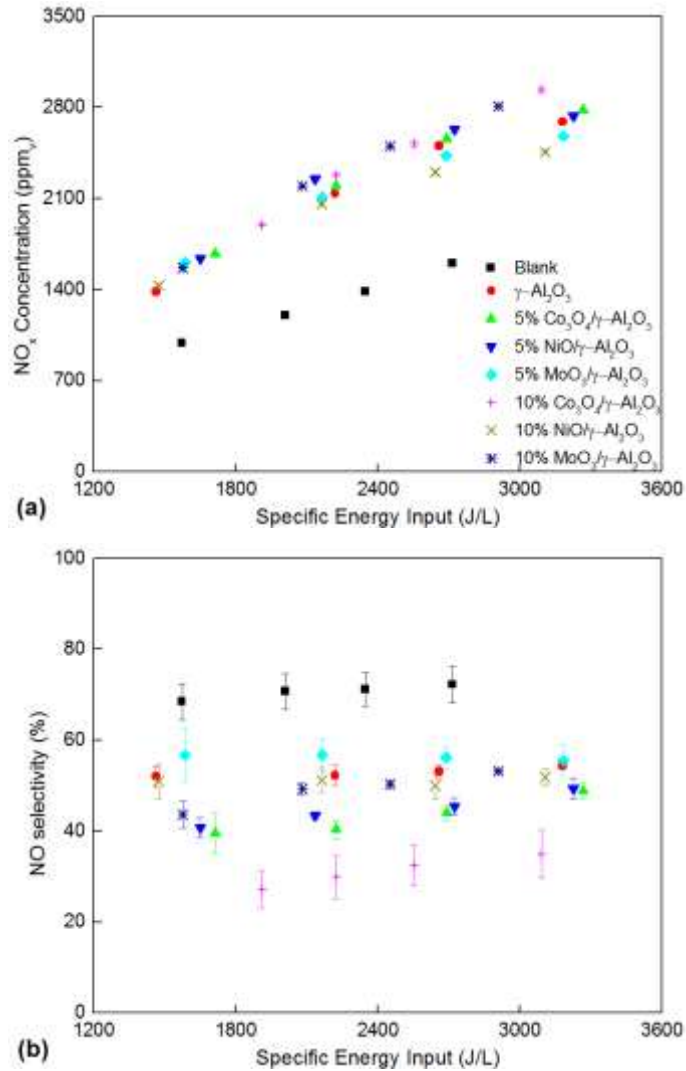 3500
2800
2100
1400
700
0
NOₓ Concentration (ppmᵥ)
Blank
γ–Al₂O₃
5% Co₃O₄/γ–Al₂O₃
5% NiO/γ–Al₂O₃
5% MoO₃/γ–Al₂O₃
10% Co₃O₄/γ–Al₂O₃
10% NiO/γ–Al₂O₃
10% MoO₃/γ–Al₂O₃
1200 1800 2400 3000 3600
(a) Specific Energy Input (J/L)
100
80
60
40
20
0
NO selectivity (%)
1200 1800 2400 3000 3600
(b) Specific Energy Input (J/L)